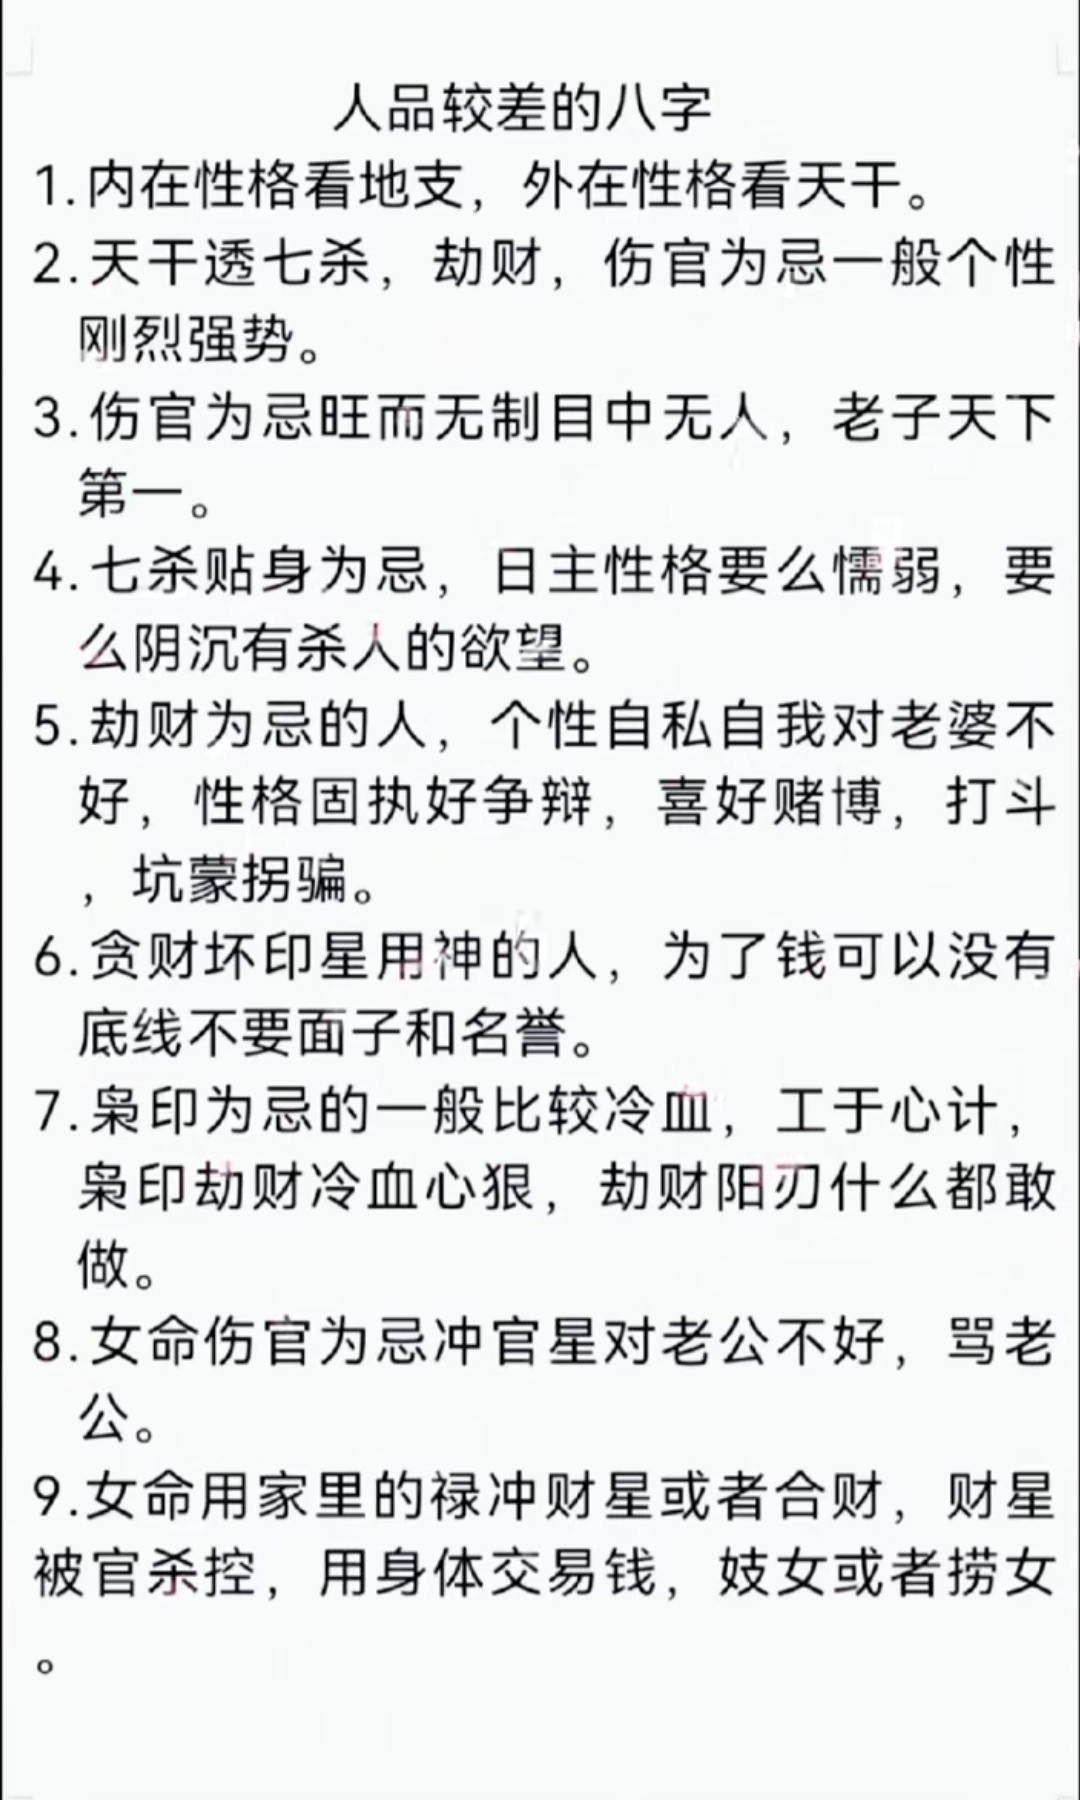 人品较差的八字
1.内在性格看地支，外在性格看天干。
2.天干透七杀，劫财，伤官为忌一般个性
刚烈强势。
3.伤官为忌旺而无制目中无人，老子天下
第一。
4.七杀贴身为忌，日主性格要么懦弱，要
么阴沉有杀人的欲望。
5.劫财为忌的人，个性自私自我对老婆不
好，性格固执好争辩，喜好赌博，打斗
，坑蒙拐骗。
6.贪财坏印星用神的人，为了钱可以没有
底线不要面子和名誉。
7.枭印为忌的一般比较冷血，工于心计，
枭印劫财冷血心狠，劫财阳刃什么都敢
做。
8.女命伤官为忌冲官星对老公不好，骂老
公。
9.女命用家里的禄冲财星或者合财，财星
被官杀控，用身体交易钱，妓女或者捞女
。